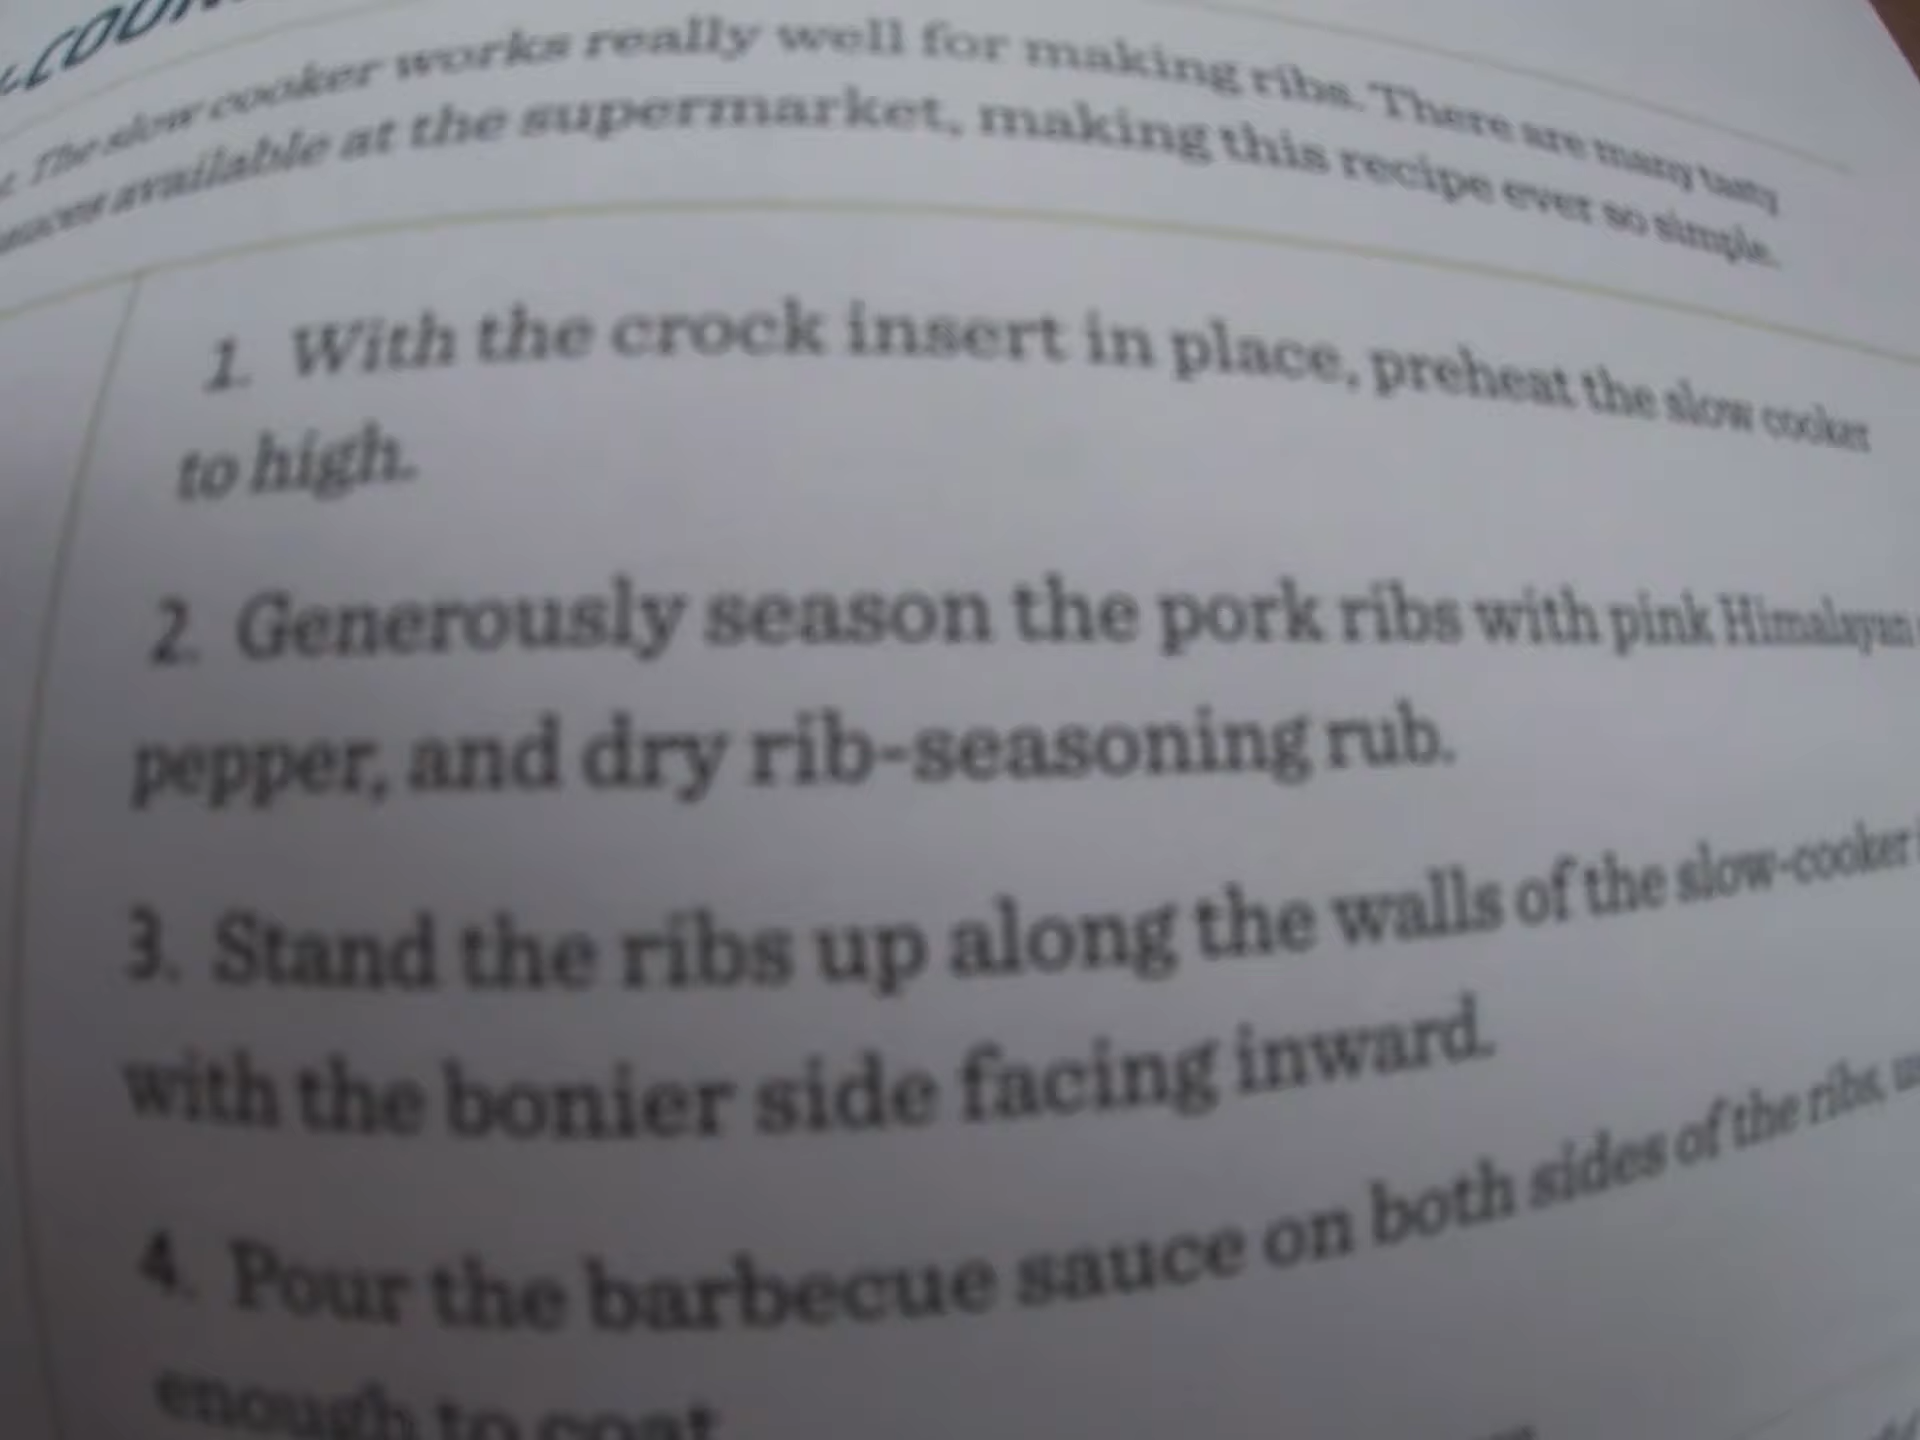 The slow cooker works really well for making ribs. There are many tasty
available at the supermarket, making this recipe ever so simple.
1. With the crock insert in place, preheat the slow cooker
to high.
2. Generously season the pork ribs with pink Himalayan
pepper, and dry rib-seasoning rub.
3. Stand the ribs up along the walls of the slow-cooker
with the bonier side facing inward.
4. Pour the barbecue sauce on both sides of the ribs,
enough to coat